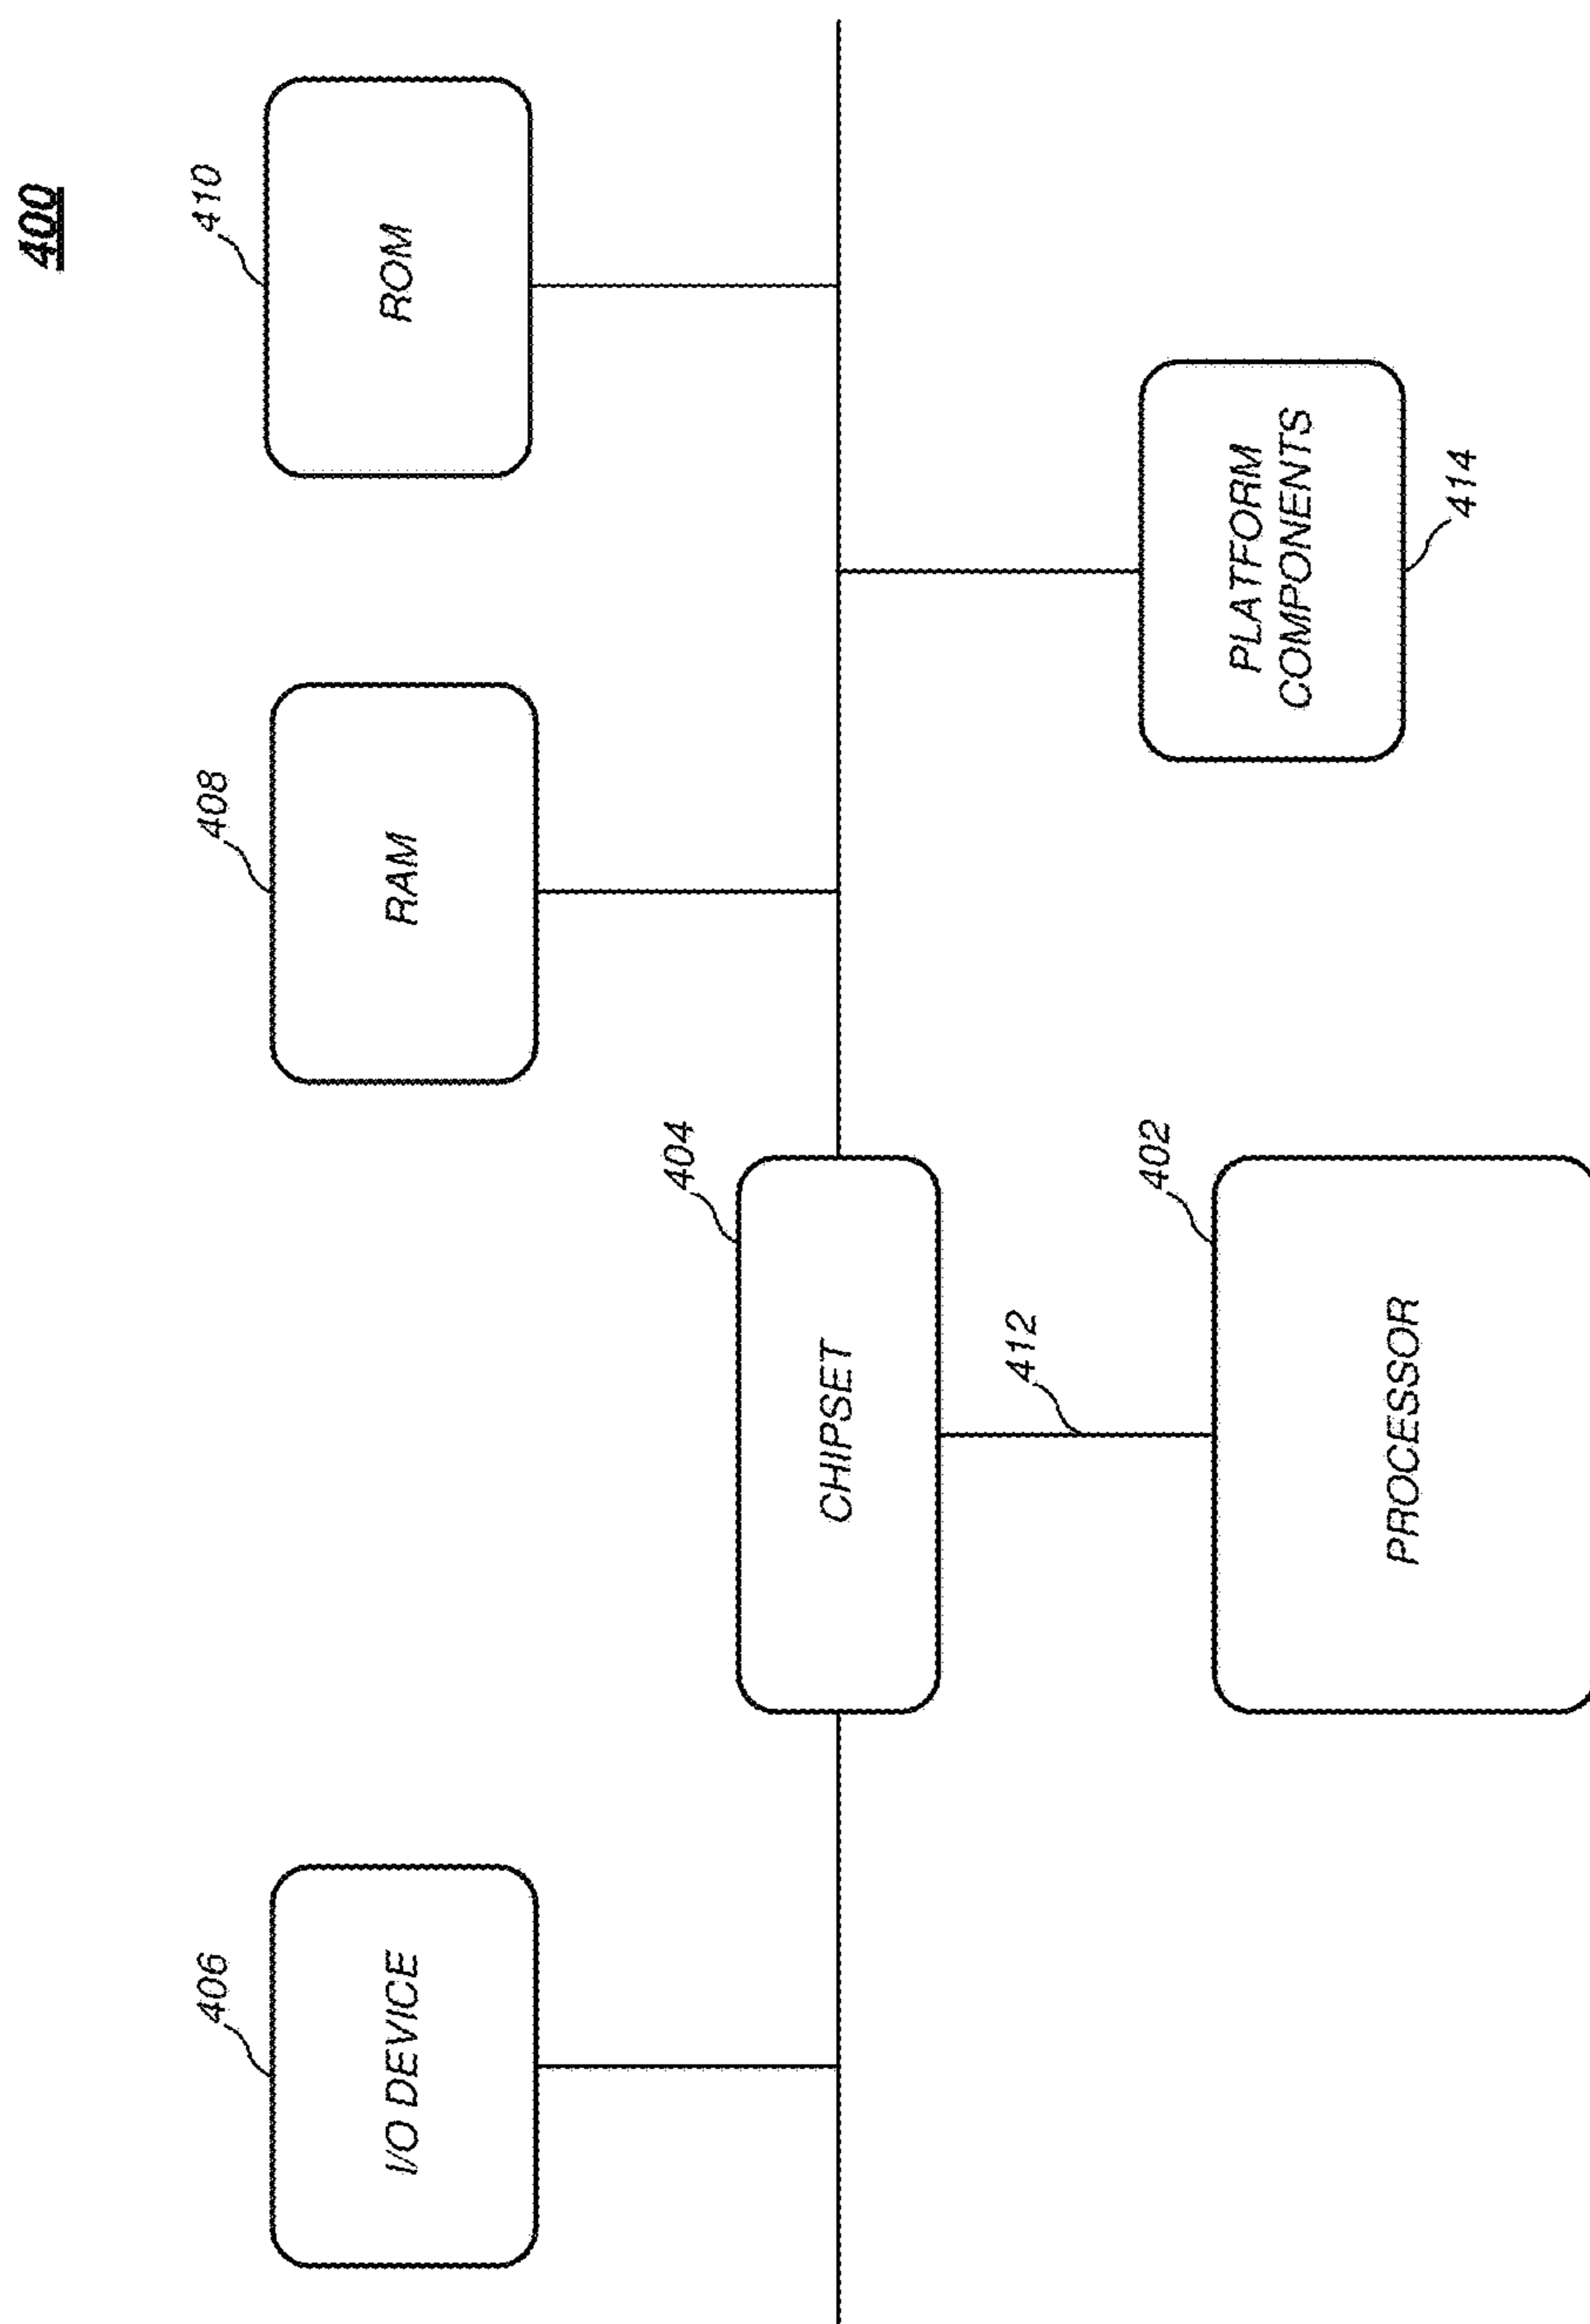 400
406
I/O DEVICE
408
RAM
410
ROM
404
CHIPSET
412
402
PROCESSOR
PLATFORM
COMPONENTS
414